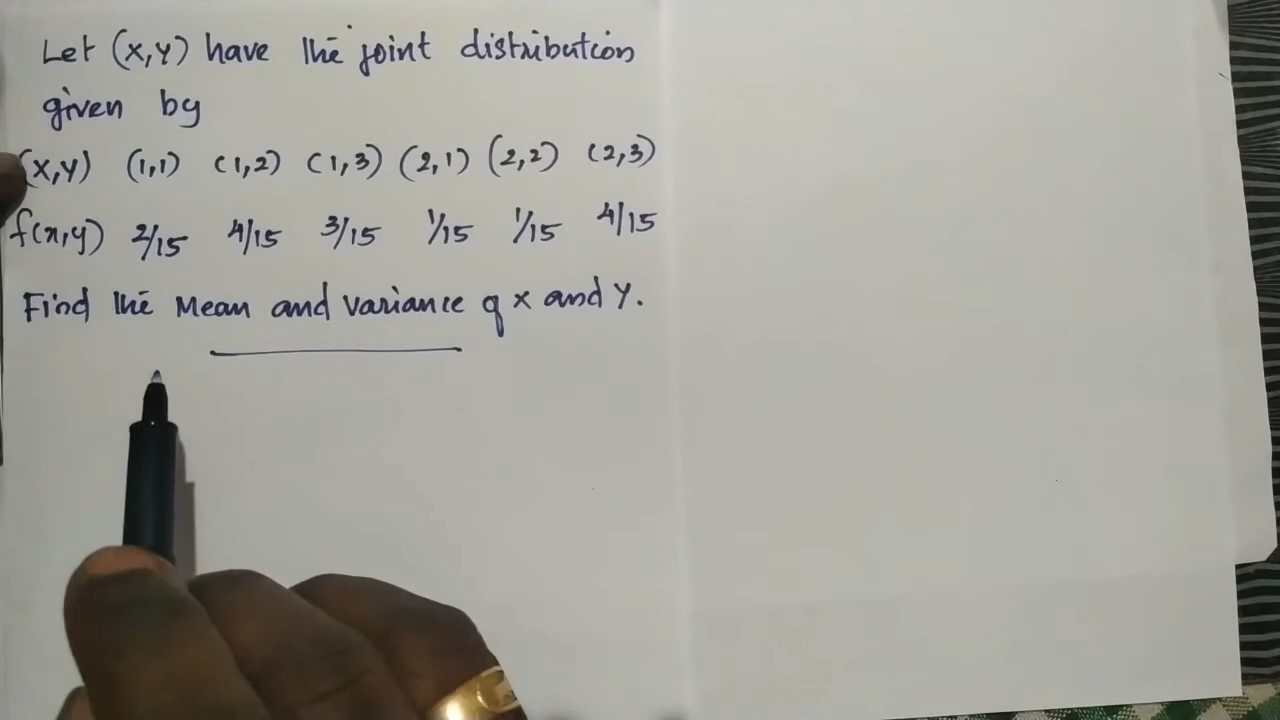 Let (X,Y) have the joint distribution
given by
(X,Y) (1,1) (1,2) (1,3) (2,1) (2,2) (2,3)
f(x,y) 2/15 4/15 3/15 1/15 1/15 4/15
Find the Mean and variance of X and Y.